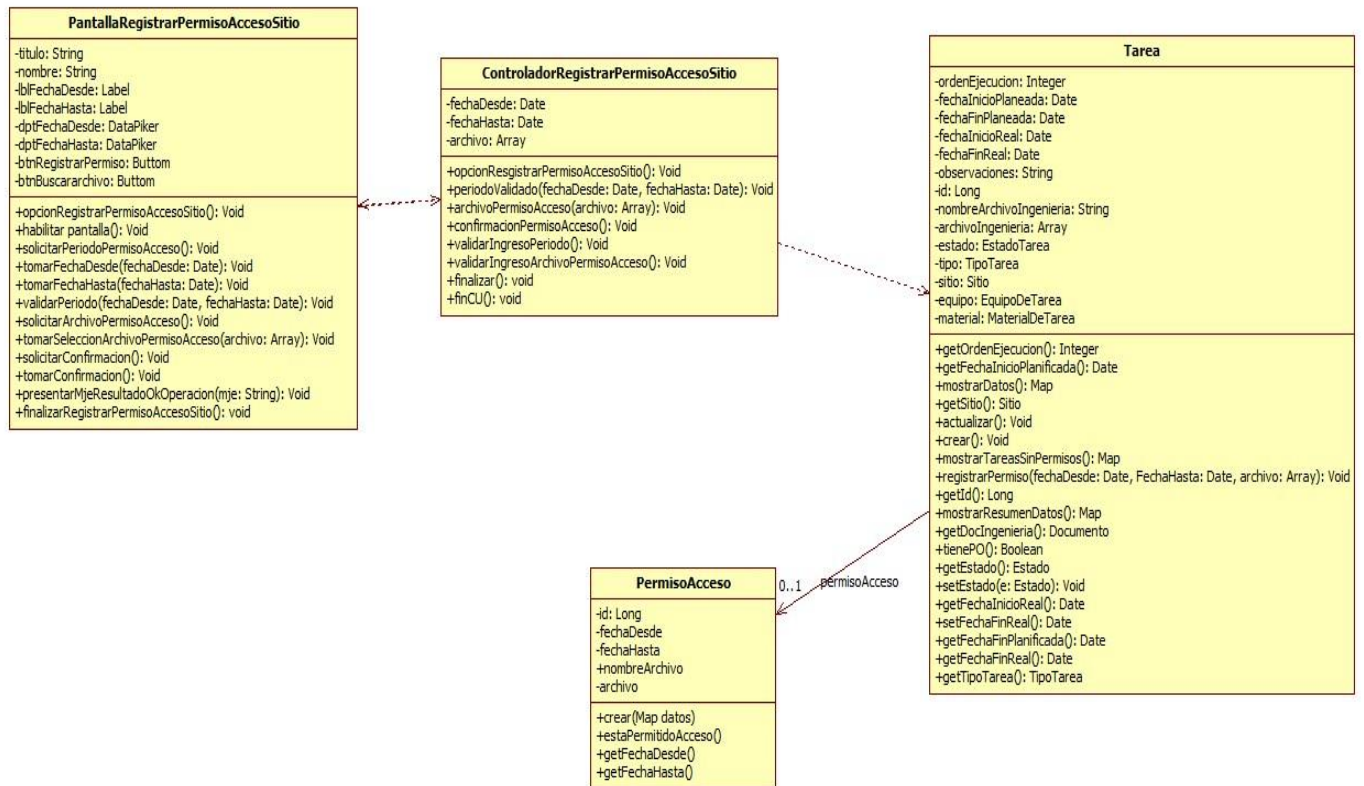 PantallaRegistrarPermisoAccesoSitio
-titulo: String
-nombre: String
-lblFechaDesde: Label
-lblFechaHasta: Label
-dptFechaDesde: DataPiker
-dptFechaHasta: DataPiker
-btnRegistrarPermiso: Buttom
-btnBuscararchivo: Buttom
+opcionRegistrarPermisoAccesoSitio(): Void
+habilitar pantalla(): Void
+solicitarPeriodoPermisoAcceso(): Void
+tomarFechaDesde(fechaDesde: Date): Void
+tomarFechaHasta(fechaHasta: Date): Void
+validarPeriodo(fechaDesde: Date, fechaHasta: Date): Void
+solicitarArchivoPermisoAcceso(): Void
+tomarSeleccionArchivoPermisoAcceso(archivo: Array): Void
+solicitarConfirmacion(): Void
+tomarConfirmacion(): Void
+presentarMjeResultadoOkOperacion(mje: String): Void
+finalizarRegistrarPermisoAccesoSitio(): void
ControladorRegistrarPermisoAccesoSitio
-fechaDesde: Date
-fechaHasta: Date
-archivo: Array
+opcionResgistrarPermisoAccesoSitio(): Void
+periodoValidado(fechaDesde: Date, fechaHasta: Date): Void
+archivoPermisoAcceso(archivo: Array): Void
+confirmacionPermisoAcceso(): Void
+validarIngresoPeriodo(): Void
+validarIngresoArchivoPermisoAcceso(): Void
+finalizar(): void
+finCU(): void
Tarea
-ordenEjecucion: Integer
-fechaInicioPlaneada: Date
-fechaFinPlaneada: Date
-fechaInicioReal: Date
-fechaFinReal: Date
-observaciones: String
-id: Long
-nombreArchivoIngenieria: String
-archivoIngenieria: Array
-estado: EstadoTarea
-tipo: TipoTarea
-sitio: Sitio
-equipo: EquipoDeTarea
-material: MaterialDeTarea
+getOrdenEjecucion(): Integer
+getFechaInicioPlanificada(): Date
+mostrarDatos(): Map
+getSitio(): Sitio
+actualizar(): Void
+crear(): Void
+mostrarTareasSinPermisos(): Map
+registrarPermiso(fechaDesde: Date, FechaHasta: Date, archivo: Array): Void
+getId(): Long
+mostrarResumenDatos(): Map
+getDocIngenieria(): Documento
+tienePO(): Boolean
+getEstado(): Estado
+setEstado(e: Estado): Void
+getFechaInicioReal(): Date
+setFechaFinReal(): Date
+getFechaFinPlanificada(): Date
+getFechaFinReal(): Date
+getTipoTarea(): TipoTarea
0..1 permisoAcceso
PermisoAcceso
-id: Long
-fechaDesde
-fechaHasta
+nombreArchivo
-archivo
+crear(Map datos)
+estaPermitidoAcceso()
+getFechaDesde()
+getFechaHasta()